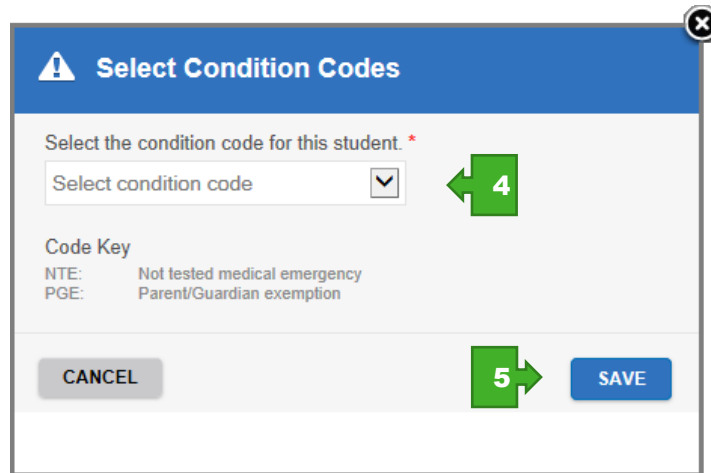 Select Condition Codes
Select the condition code for this student. *
Select condition code
4
Code Key
NTE: Not tested medical emergency
PGE: Parent/Guardian exemption
CANCEL
5
SAVE